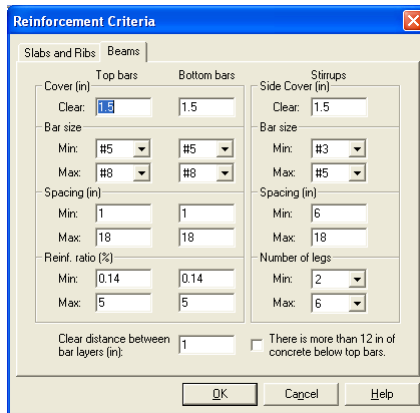 Reinforcement Criteria
Slabs and Ribs Beams
Top bars Bottom bars Stirrups
Cover (in) Side Cover (in)
Clear: 1.5 1.5 Clear: 1.5
Bar size Bar size
Min: #5 #5 Min: #3
Max: #8 #8 Max: #5
Spacing (in) Spacing (in)
Min: 1 1 Min: 6
Max: 18 18 Max: 18
Reinf. ratio (%) Number of legs
Min: 0.14 0.14 Min: 2
Max: 5 5 Max: 6
Clear distance between 1 There is more than 12 in of
bar layers (in): concrete below top bars.
OK Cancel Help